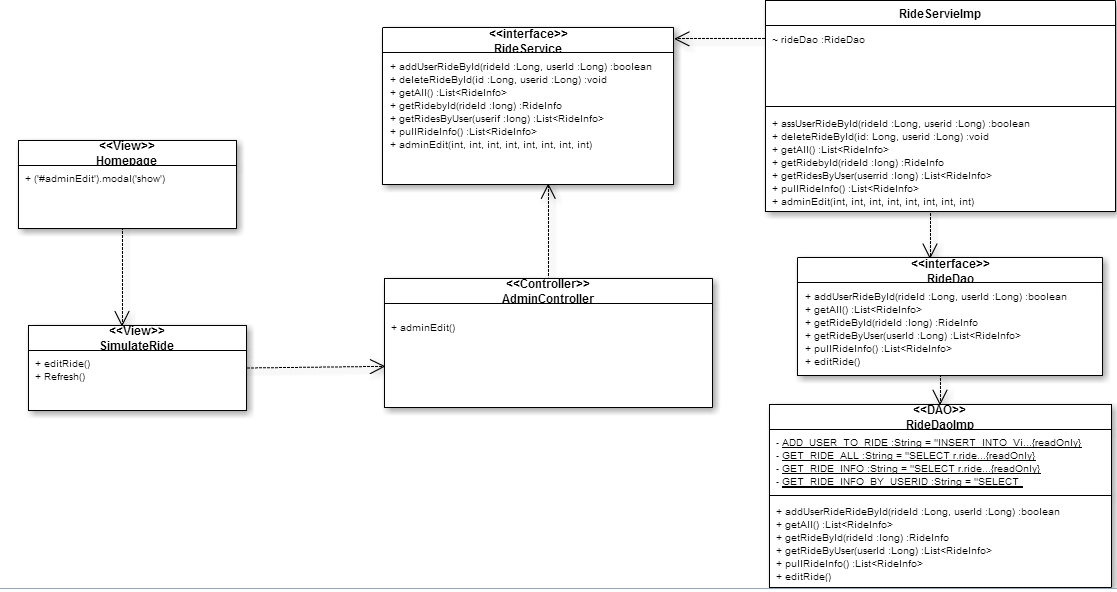 <<View>>
Homepage
+ ('#adminEdit').modal('show')
<<View>>
SimulateRide
+ editRide()
+ Refresh()
<<interface>>
RideService
+ addUserRideById(rideId :Long, userId :Long) :boolean
+ deleteRideById(id :Long, userid :Long) :void
+ getAll() :List<RideInfo>
+ getRidebyId(rideId :long) :RideInfo
+ getRidesByUser(userif :long) :List<RideInfo>
+ pullRideInfo() :List<RideInfo>
+ adminEdit(int, int, int, int, int, int, int, int)
<<Controller>>
AdminController
+ adminEdit()
RideServieImp
~ rideDao :RideDao
+ assUserRideById(rideId :Long, userid :Long) :boolean
+ deleteRideById(id: Long, userid :Long) :void
+ getAll() :List<RideInfo>
+ getRidebyId(rideId :long) :RideInfo
+ getRidesByUser(userrid :long) :List<RideInfo>
+ pullRideInfo() :List<RideInfo>
+ adminEdit(int, int, int, int, int, int, int, int)
<<interface>>
RideDao
+ addUserRideById(rideId :Long, userId :Long) :boolean
+ getAll() :List<RideInfo>
+ getRideById(rideId :long) :RideInfo
+ getRideByUser(userId :Long) :List<RideInfo>
+ pullRideInfo() :List<RideInfo>
+ editRide()
<<DAO>>
RideDaoImp
- ADD_USER_TO_RIDE :String = "INSERT INTO Vi...{readOnly}
- GET_RIDE_ALL :String = "SELECT r.ride...{readOnly}
- GET_RIDE_INFO :String = "SELECT r.ride...{readOnly}
- GET_RIDE_INFO_BY_USERID :String = "SELECT
+ addUserRideRideById(rideId :Long, userId :Long) :boolean
+ getAll() :List<RideInfo>
+ getRideById(rideId :long) :RideInfo
+ getRideByUser(userId :Long) :List<RideInfo>
+ pullRideInfo() :List<RideInfo>
+ editRide()